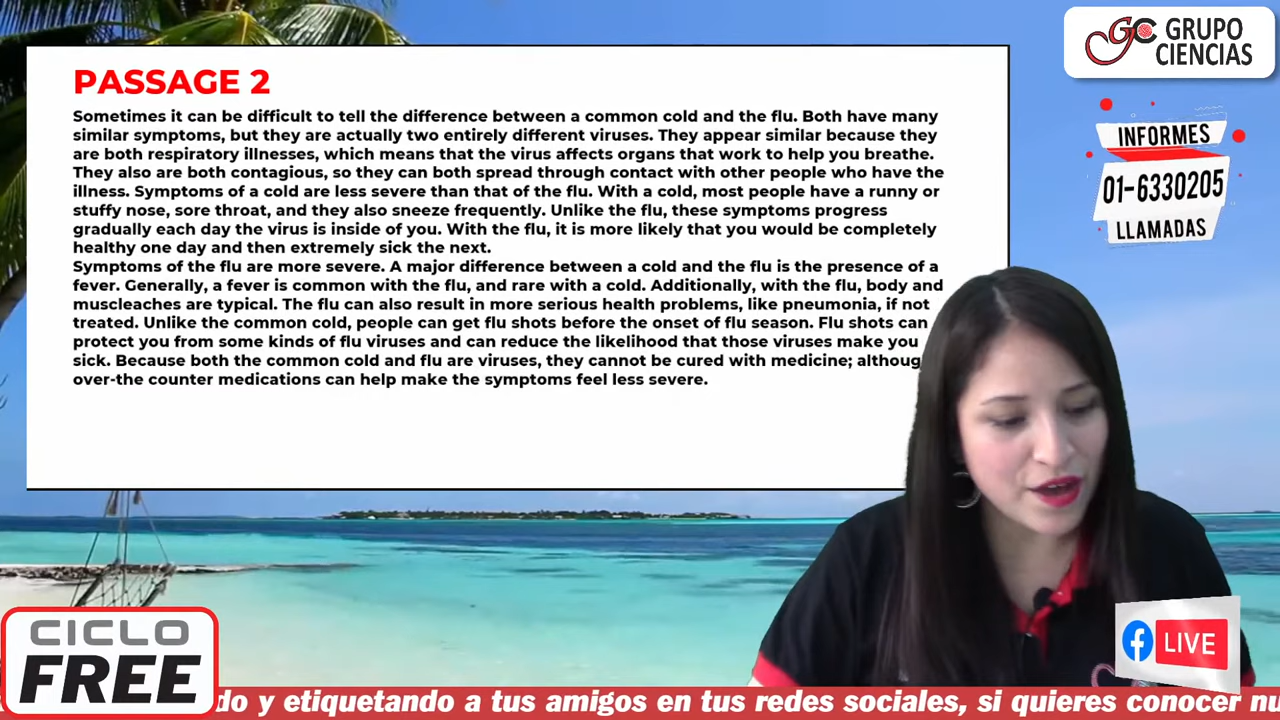 PASSAGE 2
Sometimes it can be difficult to tell the difference between a common cold and the flu. Both have many
similar symptoms, but they are actually two entirely different viruses. They appear similar because they
are both respiratory illnesses, which means that the virus affects organs that work to help you breathe.
They also are both contagious, so they can both spread through contact with other people who have the
illness. Symptoms of a cold are less severe than that of the flu. With a cold, most people have a runny or
stuffy nose, sore throat, and they also sneeze frequently. Unlike the flu, these symptoms progress
gradually each day the virus is inside of you. With the flu, it is more likely that you would be completely
healthy one day and then extremely sick the next.
Symptoms of the flu are more severe. A major difference between a cold and the flu is the presence of a
fever. Generally, a fever is common with the flu, and rare with a cold. Additionally, with the flu, body and
muscleaches are typical. The flu can also result in more serious health problems, like pneumonia, if not
treated. Unlike the common cold, people can get flu shots before the onset of flu season. Flu shots can
protect you from some kinds of flu viruses and can reduce the likelihood that those viruses make you
sick. Because both the common cold and flu are viruses, they cannot be cured with medicine; althoug
over-the counter medications can help make the symptoms feel less severe.
GC GRUPO
CIENCIAS
INFORMES
01-6330205
LLAMADAS
LIVE
CICLO
FREE
do y etiquetando a tus amigos en tus redes sociales, si quieres conocer nu